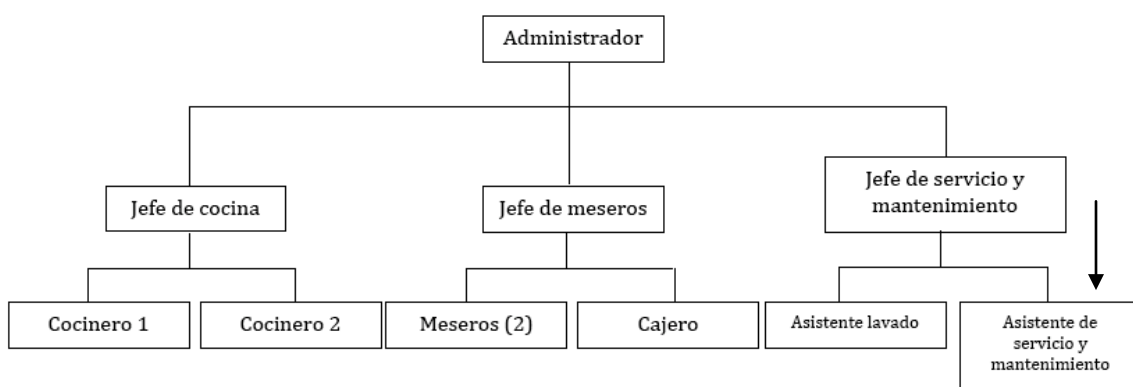 Administrador
Jefe de cocina
Jefe de meseros
Jefe de servicio y
mantenimiento
Cocinero 1
Cocinero 2
Meseros (2)
Cajero
Asistente lavado
Asistente de
servicio y
mantenimiento